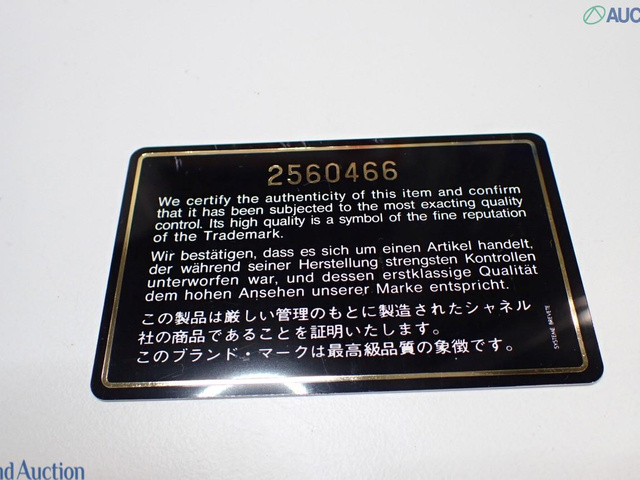 AUC
2560466
We certify the authenticity of this item and confirm
that it has been subjected to the most exacting quality
control. Its high quality is a symbol of the fine reputation
of the Trademark.
Wir bestätigen, dass es sich um einen Artikel handelt,
der während seiner Herstellung strengsten Kontrollen
unterworfen war, und dessen erstklassige Qualität
dem hohen Ansehen unserer Marke entspricht.
この製品は厳しい管理のもとに製造されたシャネル
社の商品であることを証明いたします。
このブランド・マークは最高級品質の象徴です。
SYSTEME BREVETE
nd Auction